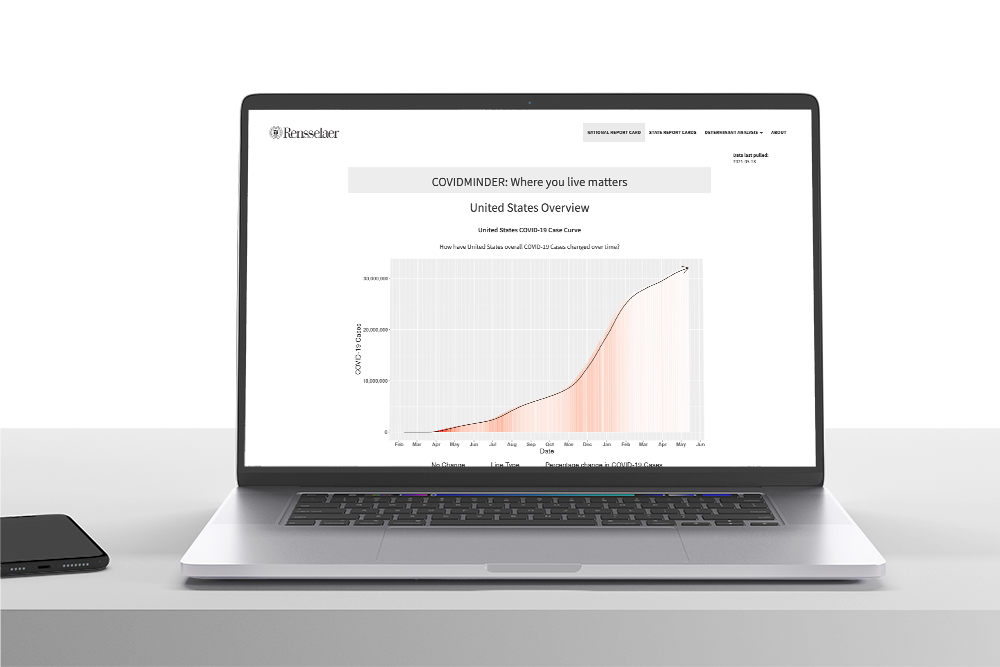 Rensselaer
NATIONAL REPORT CARD STATE REPORT CARDS DETERMINANT ANALYSIS ABOUT
Data last pulled:
COVIDMINDER: Where you live matters
United States Overview
United States COVID-19 Case Curve
How have United States overall COVID-19 Cases changed over time?
30,000,000
20,000,000
10,000,000
0
COVID-19 Cases
Feb Mar Apr May Jun Jul Aug Sep Oct Nov Dec Jan Feb Mar Apr May Jun
Date
No Change Line Type Percentage change in COVID-19 Cases